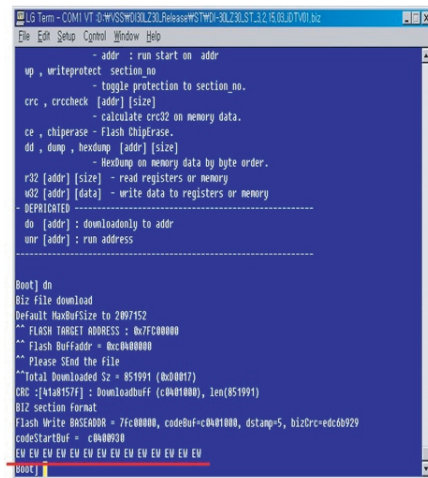 LG Term - COM1 VT :D:₩VSS₩DI30LZ30_Release₩ST₩DI-30LZ30_ST_3.2.15.03.iDTV01.biz
File Edit Setup Control Window Help
- addr : run start on addr
wp , writeprotect section_no
- toggle protection to section_no.
crc , crccheck [addr] [size]
- calculate crc32 on memory data.
ce , chiperase - Flash ChipErase.
dd , dump , hexdump [addr] [size]
- HexDump on memory data by byte order.
r32 [addr] [size] - read registers or memory
w32 [addr] [data] - write data to registers or memory
- DEPRICATED --------------------------------------------------
do [addr] : downloadonly to addr
unr [addr] : run address
---------------------------------------------------------------
Boot] dn
Biz file download
Default MaxBufSize to 2097152
^^ FLASH TARGET ADDRESS : 0x7FC00000
^^ Flash Buffaddr = 0xc0400000
^^ Please SEnd the file
^^Total Downloaded Sz = 851991 (0xD0017)
CRC :[41a8157f] : Downloadbuff (c0401000), len(851991)
BIZ section format
Flash Write BASEADDR = 7fc00000, codeBuf=c0401000, dstamp=5, bizCrc=edc6b929
codeStartBuf = c0400930
EW EW EW EW EW EW EW EW EW EW EW EW EW EW
Boot]